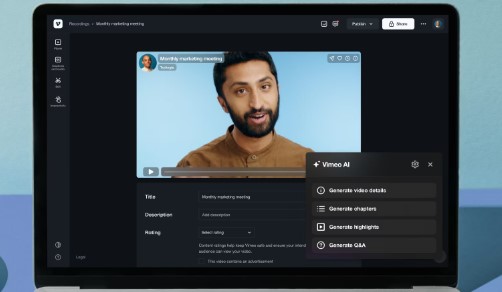 Recordings > Monthly marketing meeting
Publish
Share
Monthly marketing meeting
Vimeo AI
Generate video details
Generate chapters
Generate highlights
Generate Q&A
Title
Monthly marketing meeting
Description
Add description
Rating
Select rating
Content ratings help keep Vimeo safe and ensure your intended
audience can view your video.
This video contains an advertisement
Login